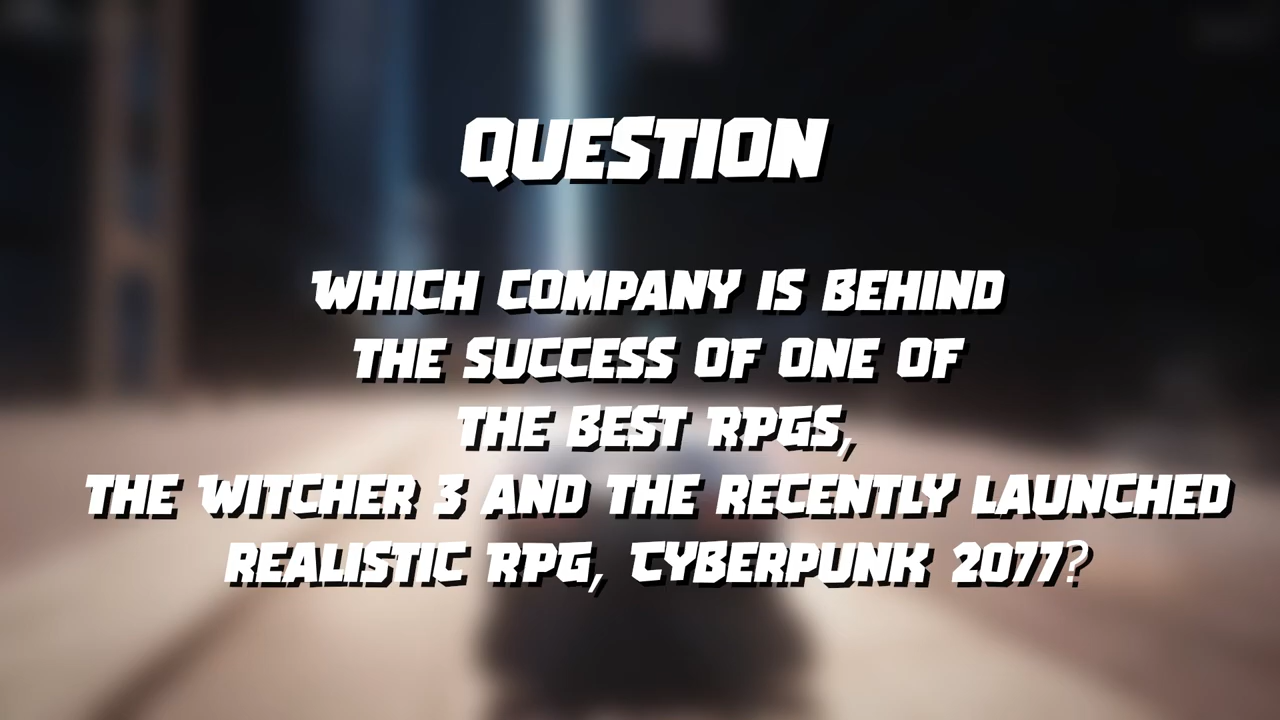 QUESTION
WHICH COMPANY IS BEHIND
THE SUCCESS OF ONE OF
THE BEST RPGS,
THE WITCHER 3 AND THE RECENTLY LAUNCHED
REALISTIC RPG, CYBERPUNK 2077?